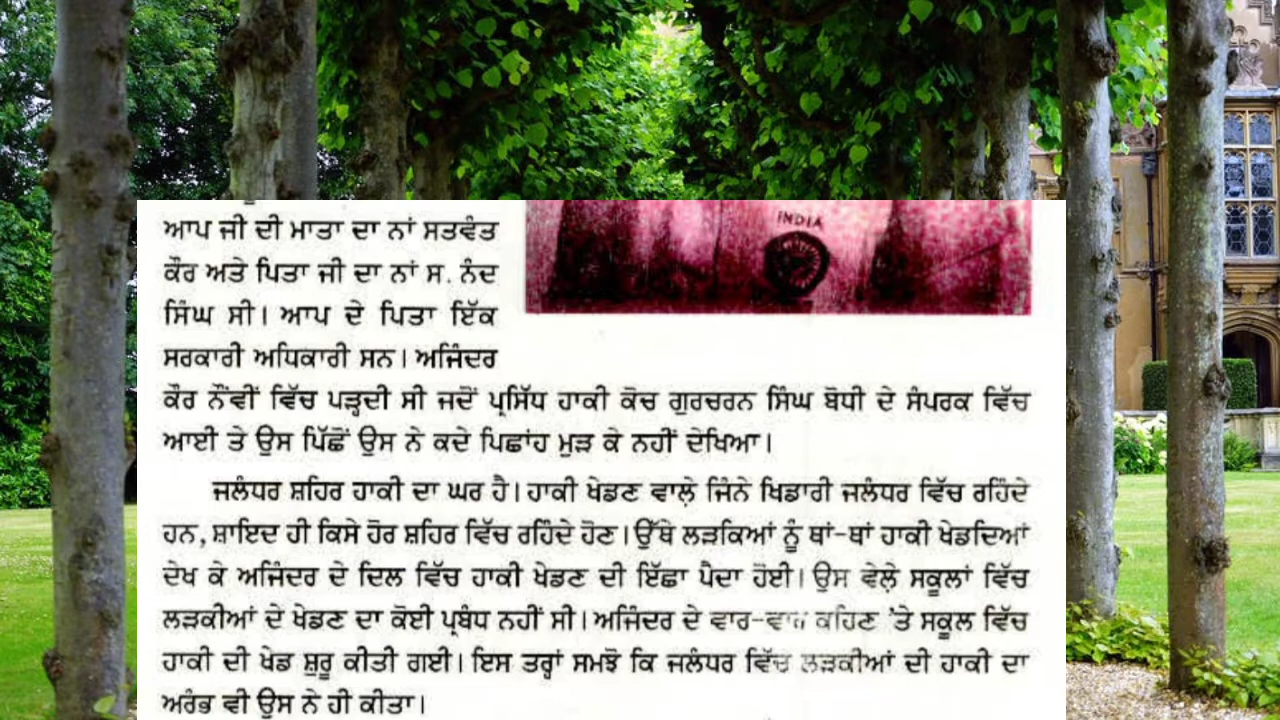 INDIA
ਆਪ ਜੀ ਦੀ ਮਾਤਾ ਦਾ ਨਾਂ ਸਤਵੰਤ
ਕੌਰ ਅਤੇ ਪਿਤਾ ਜੀ ਦਾ ਨਾਂ ਸ. ਨੰਦ
ਸਿੰਘ ਸੀ। ਆਪ ਦੇ ਪਿਤਾ ਇੱਕ
ਸਰਕਾਰੀ ਅਧਿਕਾਰੀ ਸਨ। ਅਜਿੰਦਰ
ਕੌਰ ਨੌਂਵੀਂ ਵਿੱਚ ਪੜ੍ਹਦੀ ਸੀ ਜਦੋਂ ਪ੍ਰਸਿੱਧ ਹਾਕੀ ਕੋਚ ਗੁਰਚਰਨ ਸਿੰਘ ਬੋਧੀ ਦੇ ਸੰਪਰਕ ਵਿੱਚ
ਆਈ ਤੇ ਉਸ ਪਿੱਛੋਂ ਉਸ ਨੇ ਕਦੇ ਪਿਛਾਂਹ ਮੁੜ ਕੇ ਨਹੀਂ ਦੇਖਿਆ।
ਜਲੰਧਰ ਸ਼ਹਿਰ ਹਾਕੀ ਦਾ ਘਰ ਹੈ। ਹਾਕੀ ਖੇਡਣ ਵਾਲ਼ੇ ਜਿੰਨੇ ਖਿਡਾਰੀ ਜਲੰਧਰ ਵਿੱਚ ਰਹਿੰਦੇ
ਹਨ, ਸ਼ਾਇਦ ਹੀ ਕਿਸੇ ਹੋਰ ਸ਼ਹਿਰ ਵਿੱਚ ਰਹਿੰਦੇ ਹੋਣ। ਉੱਥੇ ਲੜਕਿਆਂ ਨੂੰ ਥਾਂ-ਥਾਂ ਹਾਕੀ ਖੇਡਦਿਆਂ
ਦੇਖ ਕੇ ਅਜਿੰਦਰ ਦੇ ਦਿਲ ਵਿੱਚ ਹਾਕੀ ਖੇਡਣ ਦੀ ਇੱਛਾ ਪੈਦਾ ਹੋਈ। ਉਸ ਵੇਲ਼ੇ ਸਕੂਲਾਂ ਵਿੱਚ
ਲੜਕੀਆਂ ਦੇ ਖੇਡਣ ਦਾ ਕੋਈ ਪ੍ਰਬੰਧ ਨਹੀਂ ਸੀ। ਅਜਿੰਦਰ ਦੇ ਵਾਰ-ਵਾਰ ਕਹਿਣ 'ਤੇ ਸਕੂਲ ਵਿੱਚ
ਹਾਕੀ ਦੀ ਖੇਡ ਸ਼ੁਰੂ ਕੀਤੀ ਗਈ। ਇਸ ਤਰ੍ਹਾਂ ਸਮਝੋ ਕਿ ਜਲੰਧਰ ਵਿੱਚ ਲੜਕੀਆਂ ਦੀ ਹਾਕੀ ਦਾ
ਅਰੰਭ ਵੀ ਉਸ ਨੇ ਹੀ ਕੀਤਾ।